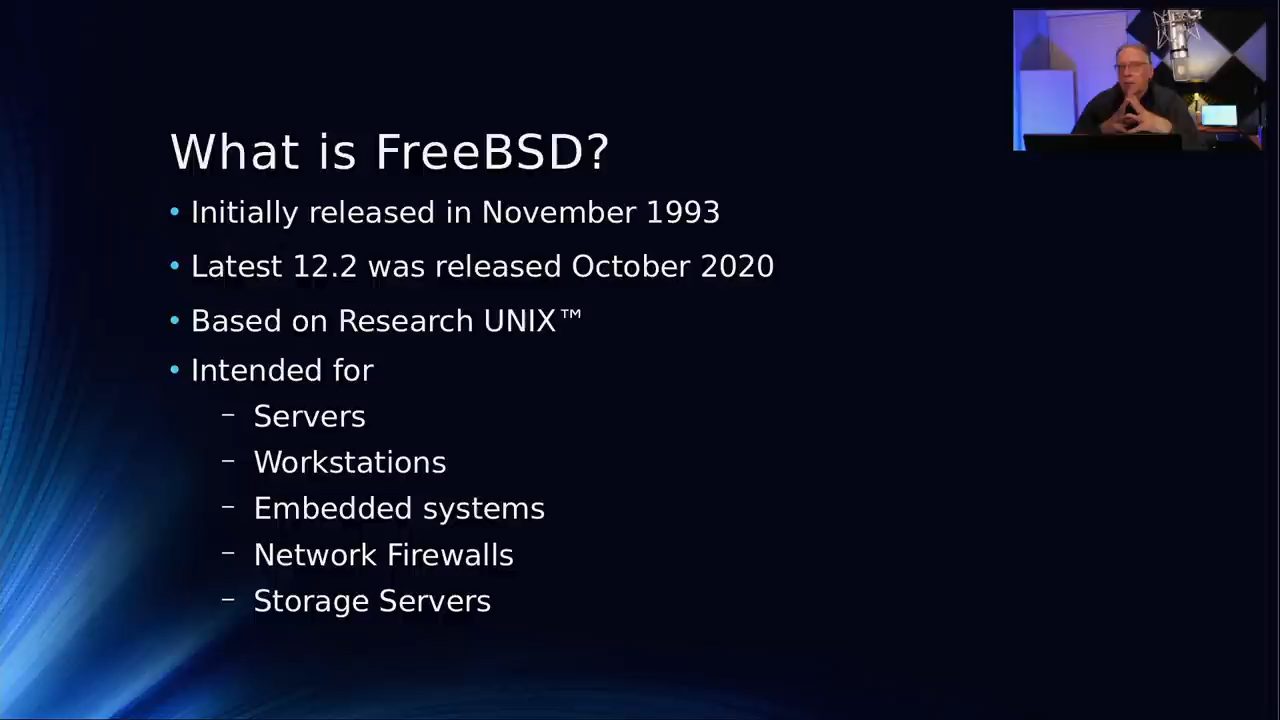 What is FreeBSD?
• Initially released in November 1993
• Latest 12.2 was released October 2020
• Based on Research UNIX™
• Intended for
– Servers
– Workstations
– Embedded systems
– Network Firewalls
– Storage Servers